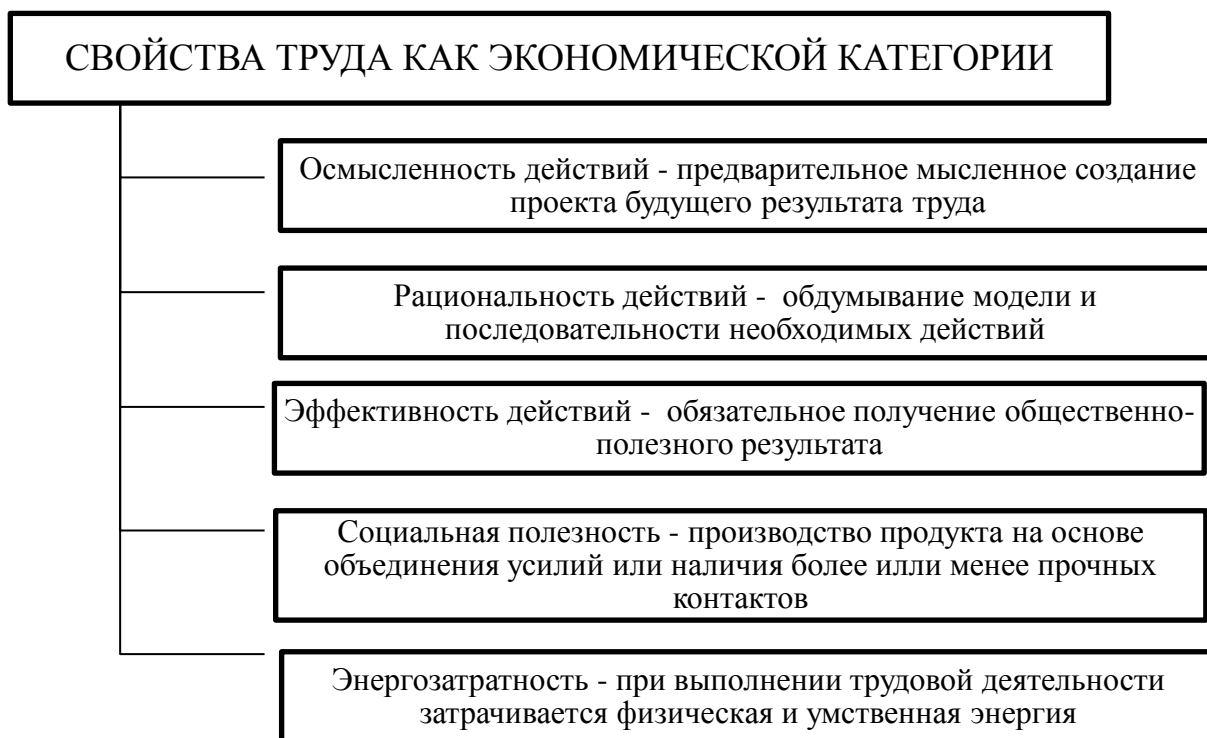 СВОЙСТВА ТРУДА КАК ЭКОНОМИЧЕСКОЙ КАТЕГОРИИ
Осмысленность действий - предварительное мысленное создание
проекта будущего результата труда
Рациональность действий -  обдумывание модели и
последовательности необходимых действий
Эффективность действий -  обязательное получение общественно-
полезного результата
Социальная полезность - производство продукта на основе
объединения усилий или наличия более илли менее прочных
контактов
Энергозатратность - при выполнении трудовой деятельности
затрачивается физическая и умственная энергия